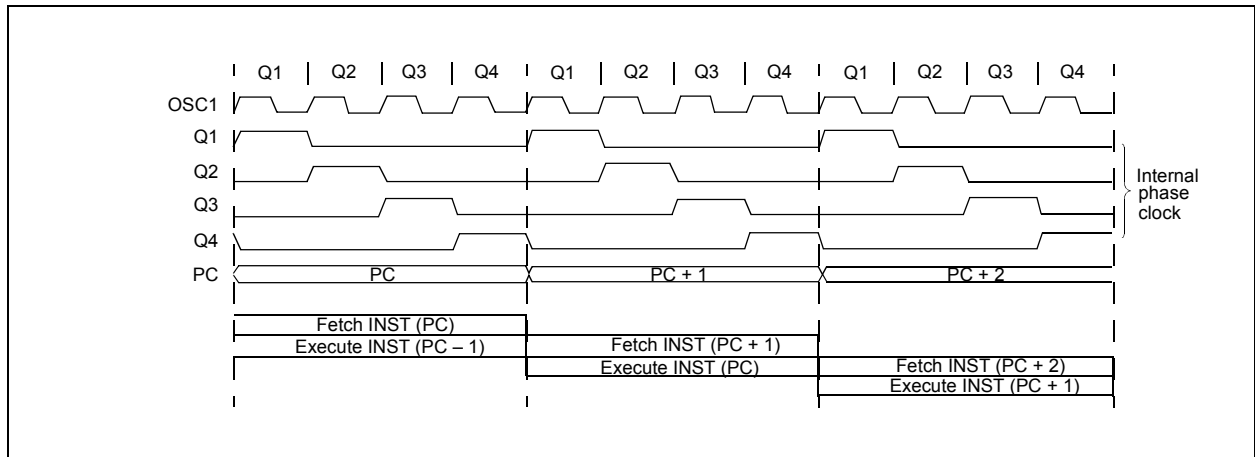 Q1 Q2 Q3 Q4 Q1 Q2 Q3 Q4 Q1 Q2 Q3 Q4
OSC1
Q1
Q2
Q3
Q4
Internal
phase
clock
PC PC PC + 1 PC + 2
Fetch INST (PC)
Execute INST (PC – 1) Fetch INST (PC + 1)
Execute INST (PC) Fetch INST (PC + 2)
Execute INST (PC + 1)